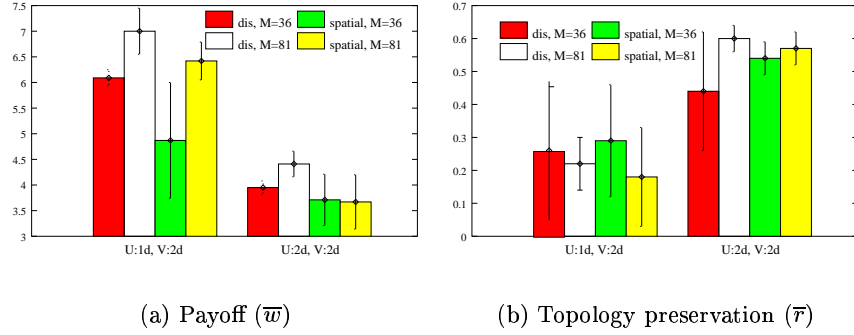 7.5
7
6.5
6
5.5
5
4.5
4
3.5
3
dis, M=36
dis, M=81
spatial, M=36
spatial, M=81
U:1d, V:2d
U:2d, V:2d
(a) Payoff (w̅)
0.7
0.6
0.5
0.4
0.3
0.2
0.1
0
dis, M=36
dis, M=81
spatial, M=36
spatial, M=81
U:1d, V:2d
U:2d, V:2d
(b) Topology preservation (r̅)